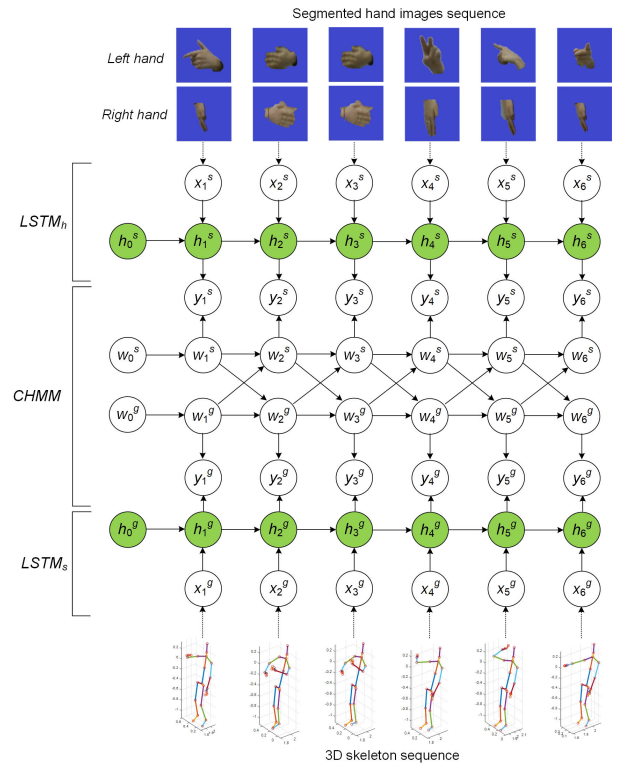 Segmented hand images sequence
Left hand
Right hand
x₁ˢ x₂ˢ x₃ˢ x₄ˢ x₅ˢ x₆ˢ
LSTMₕ
h₀ˢ h₁ˢ h₂ˢ h₃ˢ h₄ˢ h₅ˢ h₆ˢ
y₁ˢ y₂ˢ y₃ˢ y₄ˢ y₅ˢ y₆ˢ
w₀ˢ w₁ˢ w₂ˢ w₃ˢ w₄ˢ w₅ˢ w₆ˢ
CHMM
w₀ᵍ w₁ᵍ w₂ᵍ w₃ᵍ w₄ᵍ w₅ᵍ w₆ᵍ
y₁ᵍ y₂ᵍ y₃ᵍ y₄ᵍ y₅ᵍ y₆ᵍ
h₀ᵍ h₁ᵍ h₂ᵍ h₃ᵍ h₄ᵍ h₅ᵍ h₆ᵍ
LSTMₛ
x₁ᵍ x₂ᵍ x₃ᵍ x₄ᵍ x₅ᵍ x₆ᵍ
3D skeleton sequence